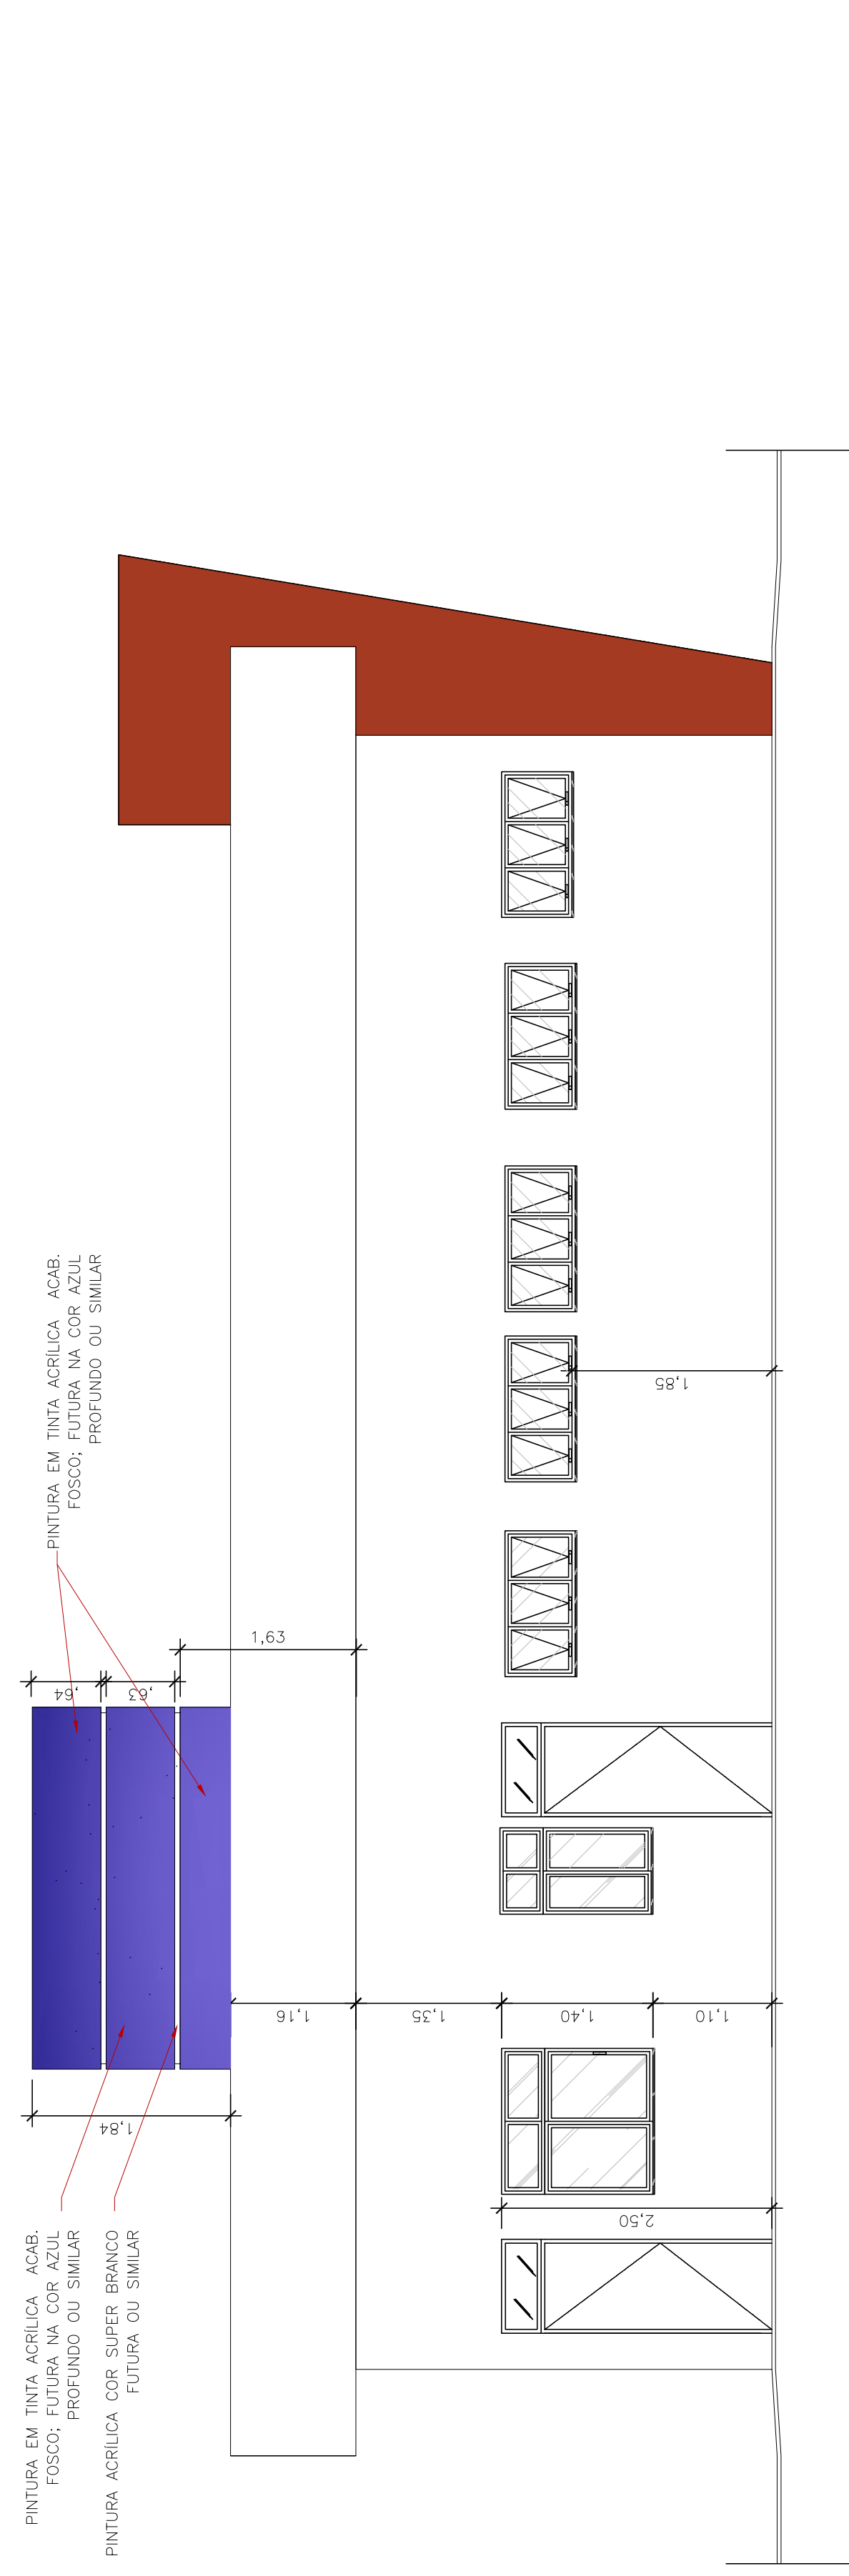 PINTURA EM TINTA ACRÍLICA ACAB.
FOSCO; FUTURA NA COR AZUL
PROFUNDO OU SIMILAR
PINTURA EM TINTA ACRÍLICA ACAB.
FOSCO; FUTURA NA COR AZUL
PROFUNDO OU SIMILAR
PINTURA ACRÍLICA COR SUPER BRANCO
FUTURA OU SIMILAR
,64
,63
1,63
1,84
1,16
1,35
1,40
1,10
2,50
1,85